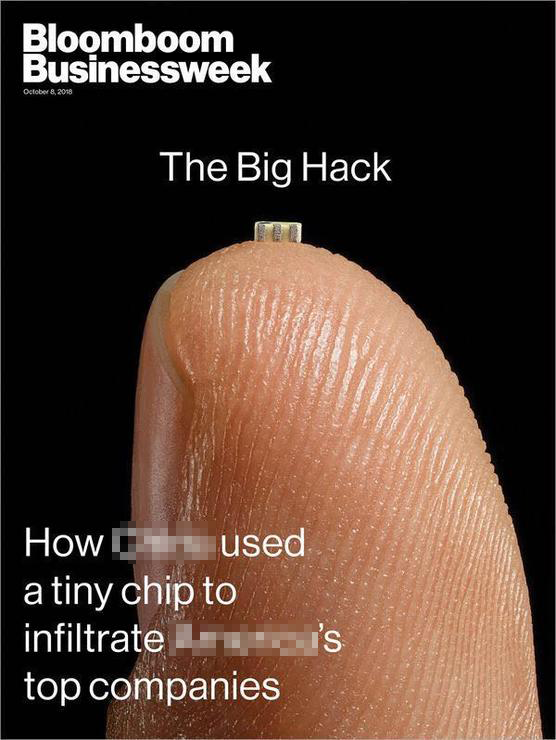 Bloomboom
Businessweek
October 8, 2018
The Big Hack
How used
a tiny chip to
infiltrate 's
top companies